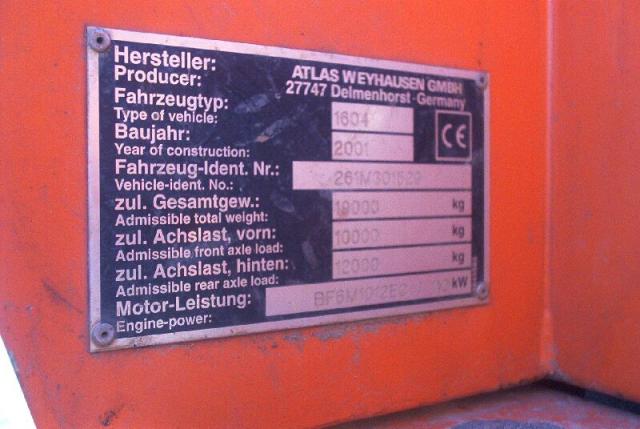 Hersteller:
Producer:
ATLAS WEYHAUSEN GMBH
27747 Delmenhorst-Germany
Fahrzeugtyp:
Type of vehicle: 1604
Baujahr:
Year of construction: 2001
CE
Fahrzeug-Ident. Nr.:
Vehicle-ident. No.: 261M301529
zul. Gesamtgew.:
Admissible total weight: 19000 kg
zul. Achslast, vorn:
Admissible front axle load: 10000 kg
zul. Achslast, hinten:
Admissible rear axle load: 12000
Motor-Leistung: kW
Engine-power: